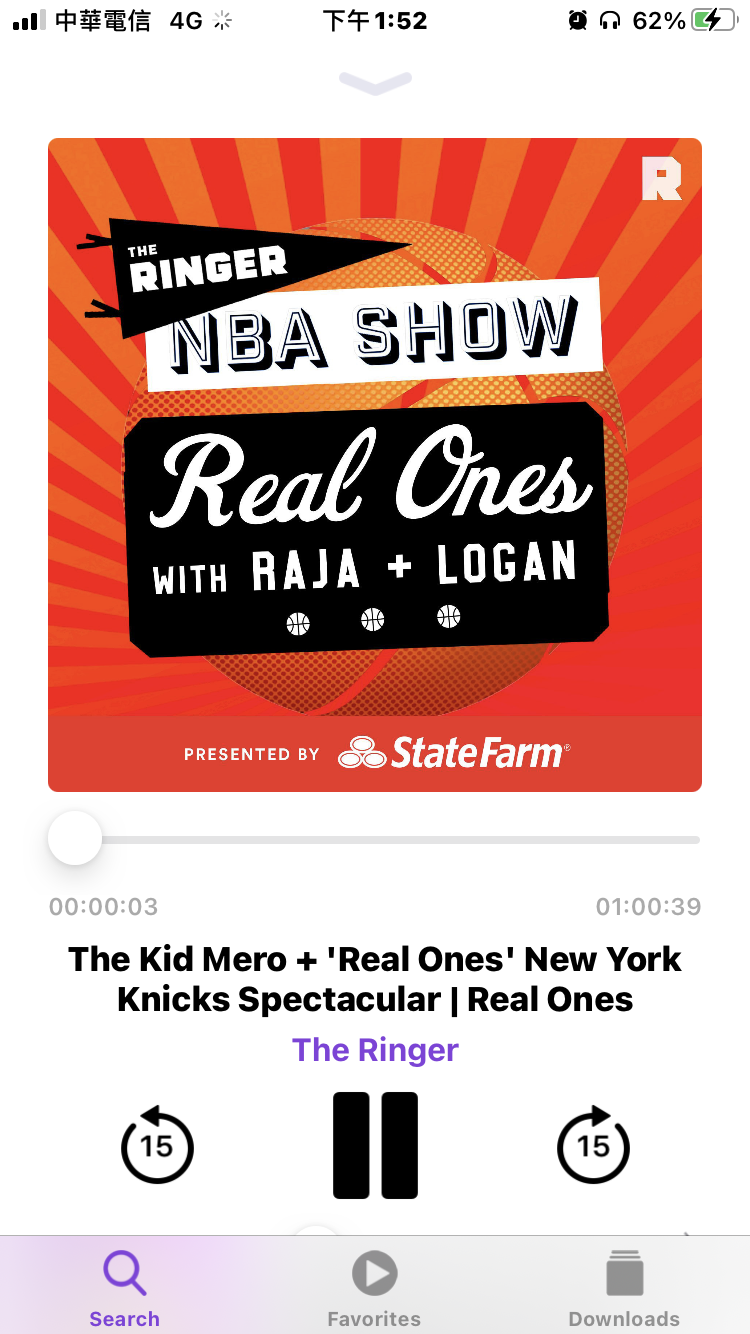 中華電信 4G 下午1:52 62%
R
THE
RINGER
NBA SHOW
Real Ones
WITH RAJA + LOGAN
PRESENTED BY StateFarm®
00:00:03 01:00:39
The Kid Mero + 'Real Ones' New York
Knicks Spectacular | Real Ones
The Ringer
15 15
Search Favorites Downloads